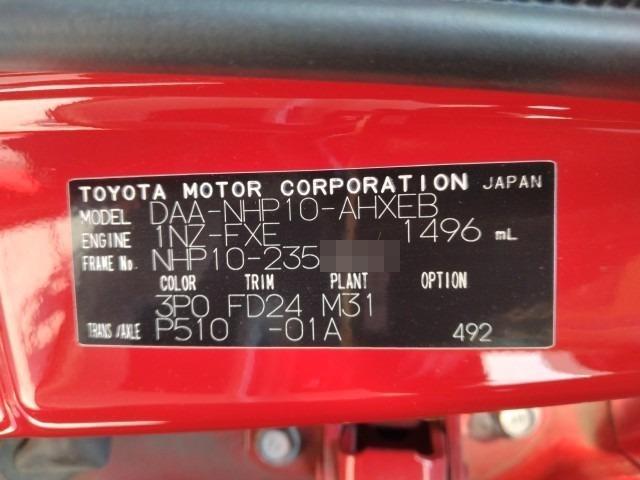 TOYOTA MOTOR CORPORATION JAPAN
MODEL DAA-NHP10-AHXEB
ENGINE 1NZ-FXE 1496 mL
FRAME No. NHP10-235
COLOR TRIM PLANT OPTION
3P0 FD24 M31
TRANS/AXLE P510 -01A 492